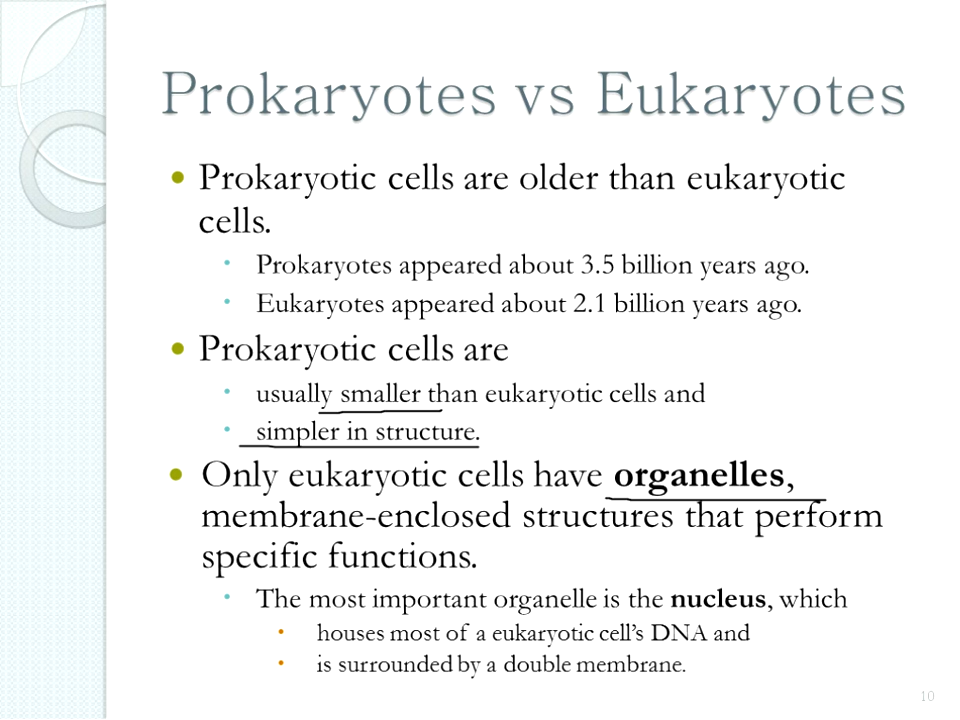 Prokaryotes vs Eukaryotes
Prokaryotic cells are older than eukaryotic
cells.
Prokaryotes appeared about 3.5 billion years ago.
Eukaryotes appeared about 2.1 billion years ago.
Prokaryotic cells are
usually smaller than eukaryotic cells and
simpler in structure.
Only eukaryotic cells have organelles,
membrane-enclosed structures that perform
specific functions.
The most important organelle is the nucleus, which
houses most of a eukaryotic cell's DNA and
is surrounded by a double membrane.
10